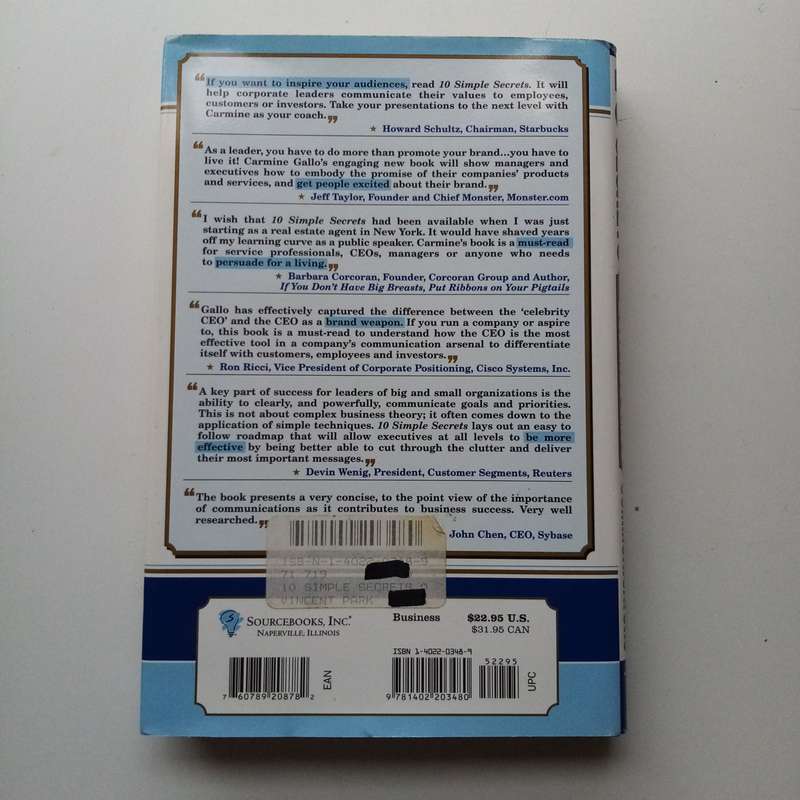 “If you want to inspire your audiences, read 10 Simple Secrets. It will
help corporate leaders communicate their values to employees,
customers or investors. Take your presentations to the next level with
Carmine as your coach.”
★ Howard Schultz, Chairman, Starbucks
“As a leader, you have to do more than promote your brand...you have to
live it! Carmine Gallo's engaging new book will show managers and
executives how to embody the promise of their companies' products
and services, and get people excited about their brand.”
★ Jeff Taylor, Founder and Chief Monster, Monster.com
“I wish that 10 Simple Secrets had been available when I was just
starting as a real estate agent in New York. It would have shaved years
off my learning curve as a public speaker. Carmine's book is a must-read
for service professionals, CEOs, managers or anyone who needs
to persuade for a living.”
★ Barbara Corcoran, Founder, Corcoran Group and Author,
If You Don't Have Big Breasts, Put Ribbons on Your Pigtails
“Gallo has effectively captured the difference between the ‘celebrity
CEO’ and the CEO as a brand weapon. If you run a company or aspire
to, this book is a must-read to understand how the CEO is the most
effective tool in a company's communication arsenal to differentiate
itself with customers, employees and investors.”
★ Ron Ricci, Vice President of Corporate Positioning, Cisco Systems, Inc.
“A key part of success for leaders of big and small organizations is the
ability to clearly, and powerfully, communicate goals and priorities.
This is not about complex business theory; it often comes down to the
application of simple techniques. 10 Simple Secrets lays out an easy to
follow roadmap that will allow executives at all levels to be more
effective by being better able to cut through the clutter and deliver
their most important messages.”
★ Devin Wenig, President, Customer Segments, Reuters
“The book presents a very concise, to the point view of the importance
of communications as it contributes to business success. Very well
researched.”
John Chen, CEO, Sybase
ISB-N-1-4022-0348-9
71 719
10 SIMPLE SECRETS O
VINCENT PARK
SOURCEBOOKS, INC.®
NAPERVILLE, ILLINOIS
Business
$22.95 U.S.
$31.95 CAN
ISBN 1-4022-0348-9
52295
7 60789 20878 2
EAN
9 781402 203480
UPC